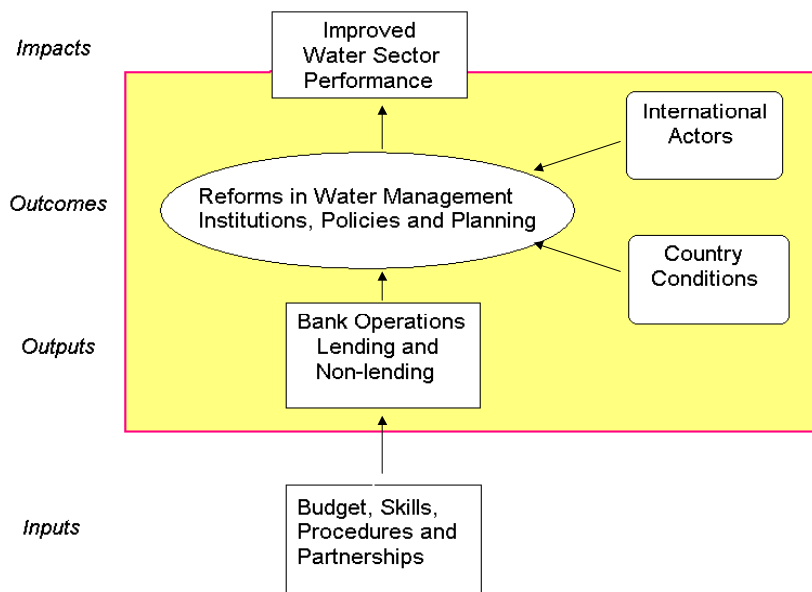 Impacts
Improved
Water Sector
Performance
International
Actors
Outcomes
Reforms in Water Management
Institutions, Policies and Planning
Country
Conditions
Outputs
Bank Operations
Lending and
Non-lending
Inputs
Budget, Skills,
Procedures and
Partnerships